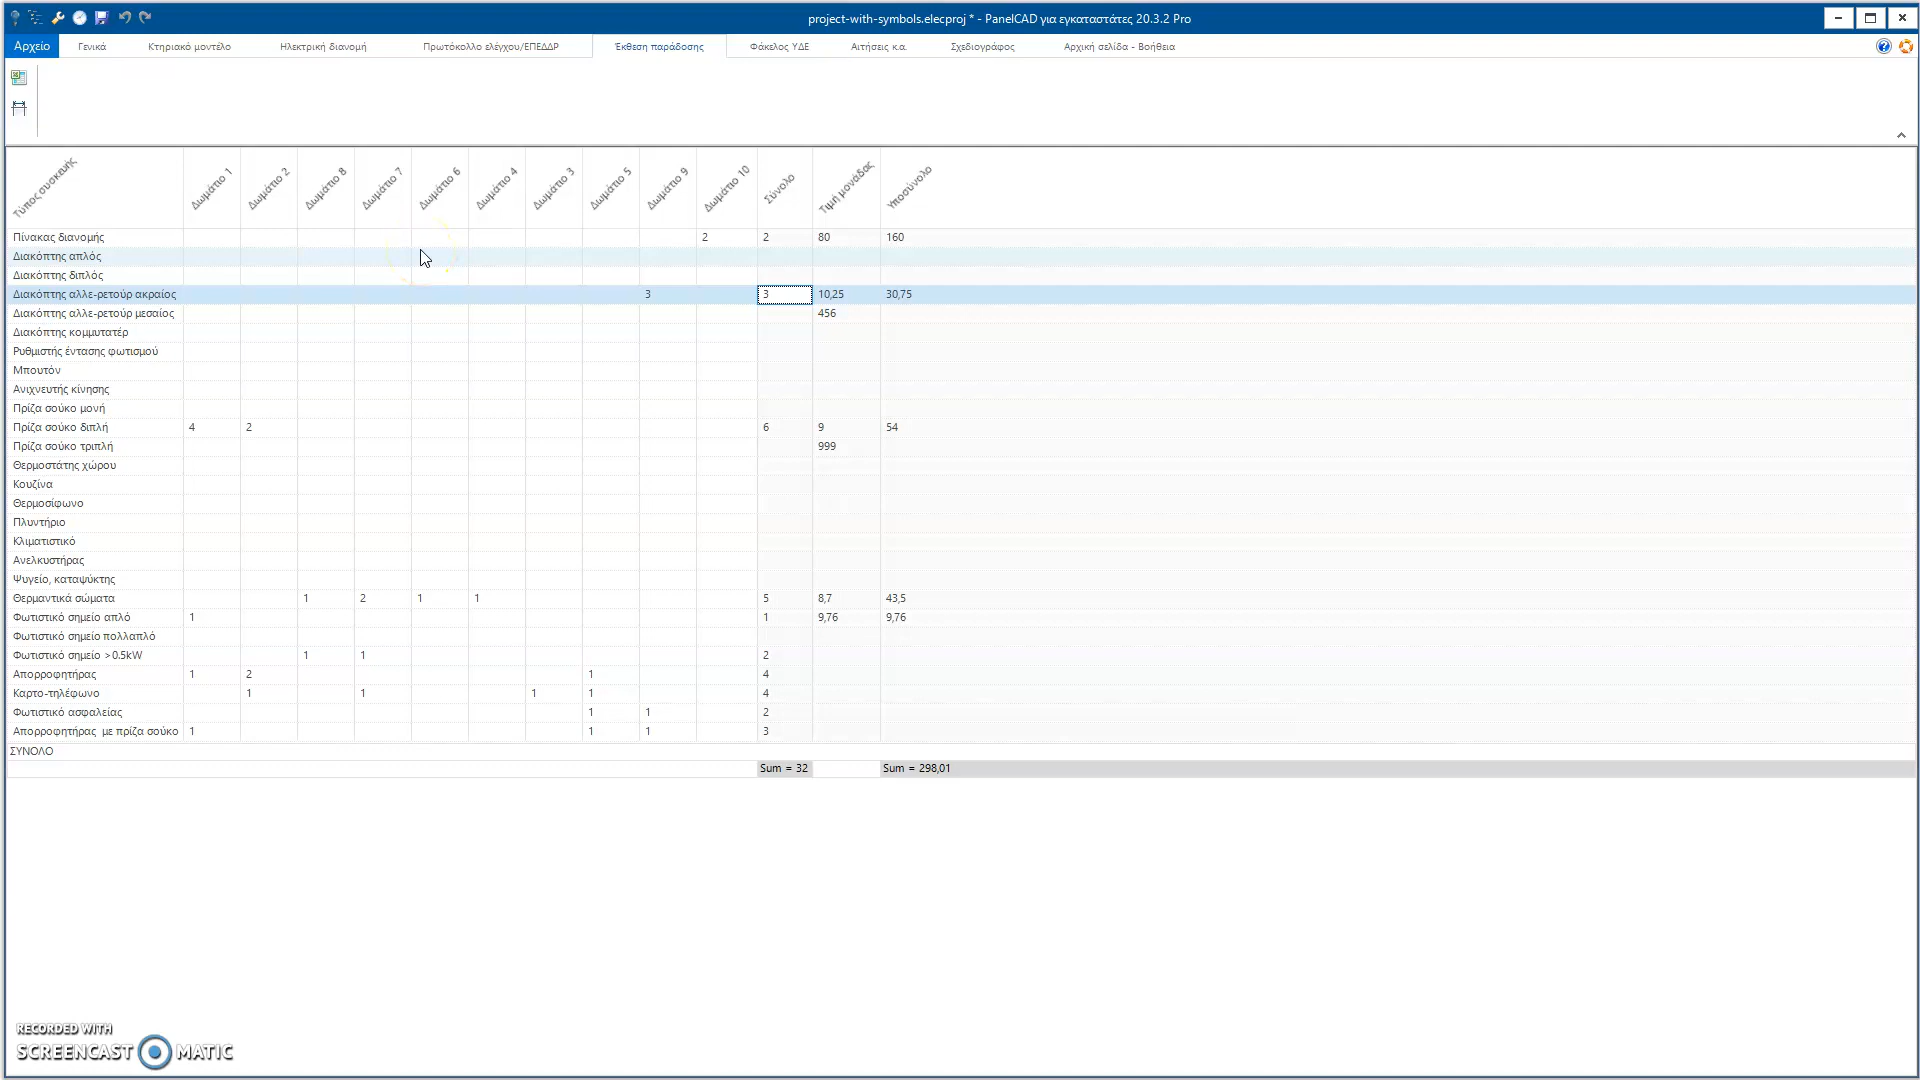 project-with-symbols.elecproj * - PanelCAD για εγκαταστάτες 20.3.2 Pro
Αρχείο Γενικά Κτηριακό μοντέλο Ηλεκτρική διανομή Πρωτόκολλο ελέγχου/ΕΠΕΔΔΡ Έκθεση παράδοσης Φάκελος ΥΔΕ Αιτήσεις κ.α. Σχεδιογράφος Αρχική σελίδα - Βοήθεια
Τύπος συσκευής Δωμάτιο 1 Δωμάτιο 2 Δωμάτιο 8 Δωμάτιο 7 Δωμάτιο 6 Δωμάτιο 4 Δωμάτιο 3 Δωμάτιο 5 Δωμάτιο 9 Δωμάτιο 10 Σύνολο Τιμή μονάδας Υποσύνολο
Πίνακας διανομής 2 2 80 160
Διακόπτης απλός
Διακόπτης διπλός
Διακόπτης αλλε-ρετούρ ακραίος 3 3 10,25 30,75
Διακόπτης αλλε-ρετούρ μεσαίος 456
Διακόπτης κομμυτατέρ
Ρυθμιστής έντασης φωτισμού
Μπουτόν
Ανιχνευτής κίνησης
Πρίζα σούκο μονή
Πρίζα σούκο διπλή 4 2 6 9 54
Πρίζα σούκο τριπλή 999
Θερμοστάτης χώρου
Κουζίνα
Θερμοσίφωνο
Πλυντήριο
Κλιματιστικό
Ανελκυστήρας
Ψυγείο, καταψύκτης
Θερμαντικά σώματα 1 2 1 1 5 8,7 43,5
Φωτιστικό σημείο απλό 1 1 9,76 9,76
Φωτιστικό σημείο πολλαπλό
Φωτιστικό σημείο >0.5kW 1 1 2
Απορροφητήρας 1 2 1 4
Καρτο-τηλέφωνο 1 1 1 1 4
Φωτιστικό ασφαλείας 1 1 2
Απορροφητήρας με πρίζα σούκο 1 1 1 3
ΣΥΝΟΛΟ
Sum = 32 Sum = 298,01
RECORDED WITH
SCREENCAST MATIC